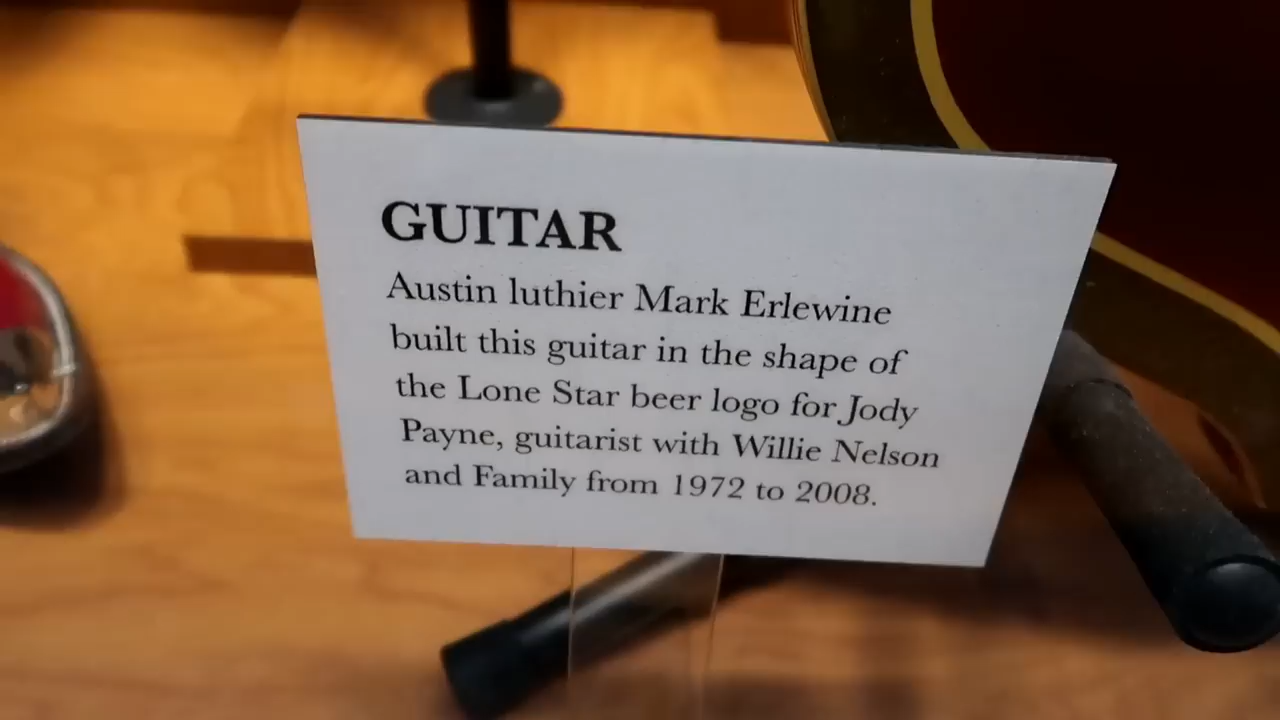 GUITAR
Austin luthier Mark Erlewine
built this guitar in the shape of
the Lone Star beer logo for Jody
Payne, guitarist with Willie Nelson
and Family from 1972 to 2008.